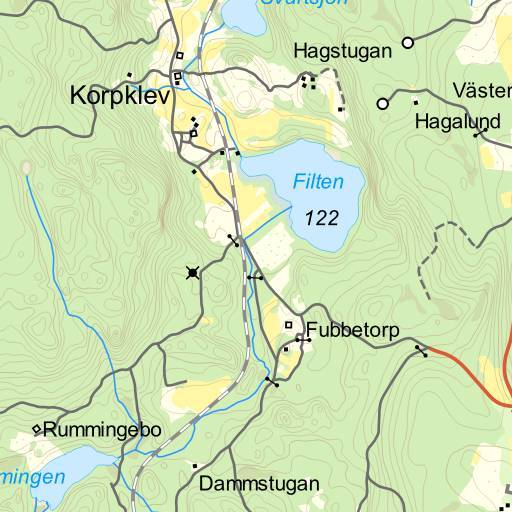 Svartsjön
Hagstugan
Korpklev
Väster
Hagalund
Filten
122
Fubbetorp
Rummingebo
mingen
Dammstugan